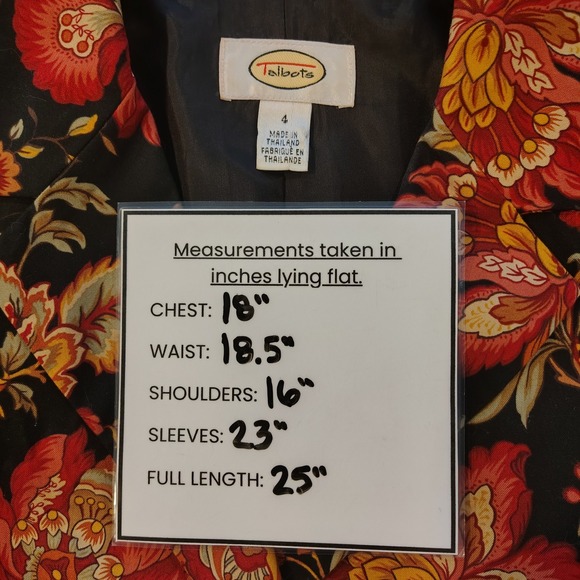 Talbots
4
MADE IN
THAILAND
FABRIQUÉ EN
THAILANDE
Measurements taken in
inches lying flat.
CHEST: 18"
WAIST: 18.5"
SHOULDERS: 16"
SLEEVES: 23"
FULL LENGTH: 25"